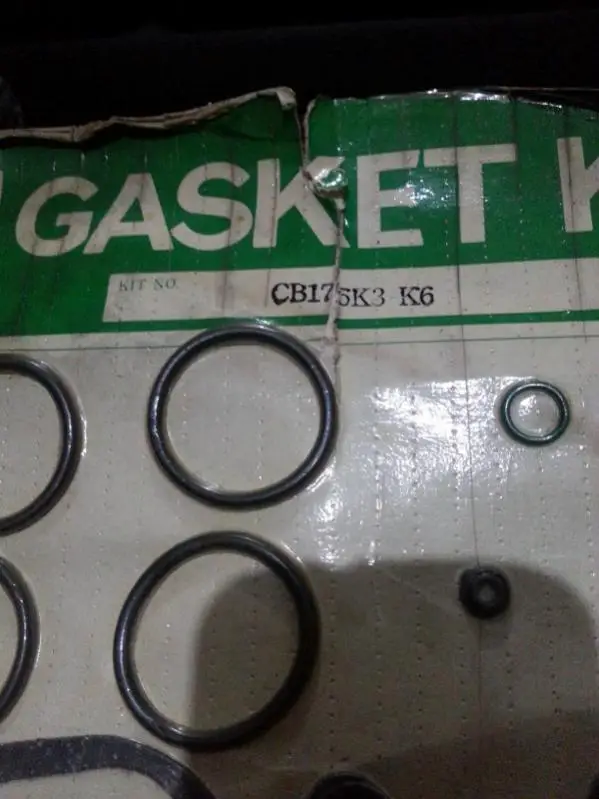 GASKET K
KIT NO.
CB175K3 K6